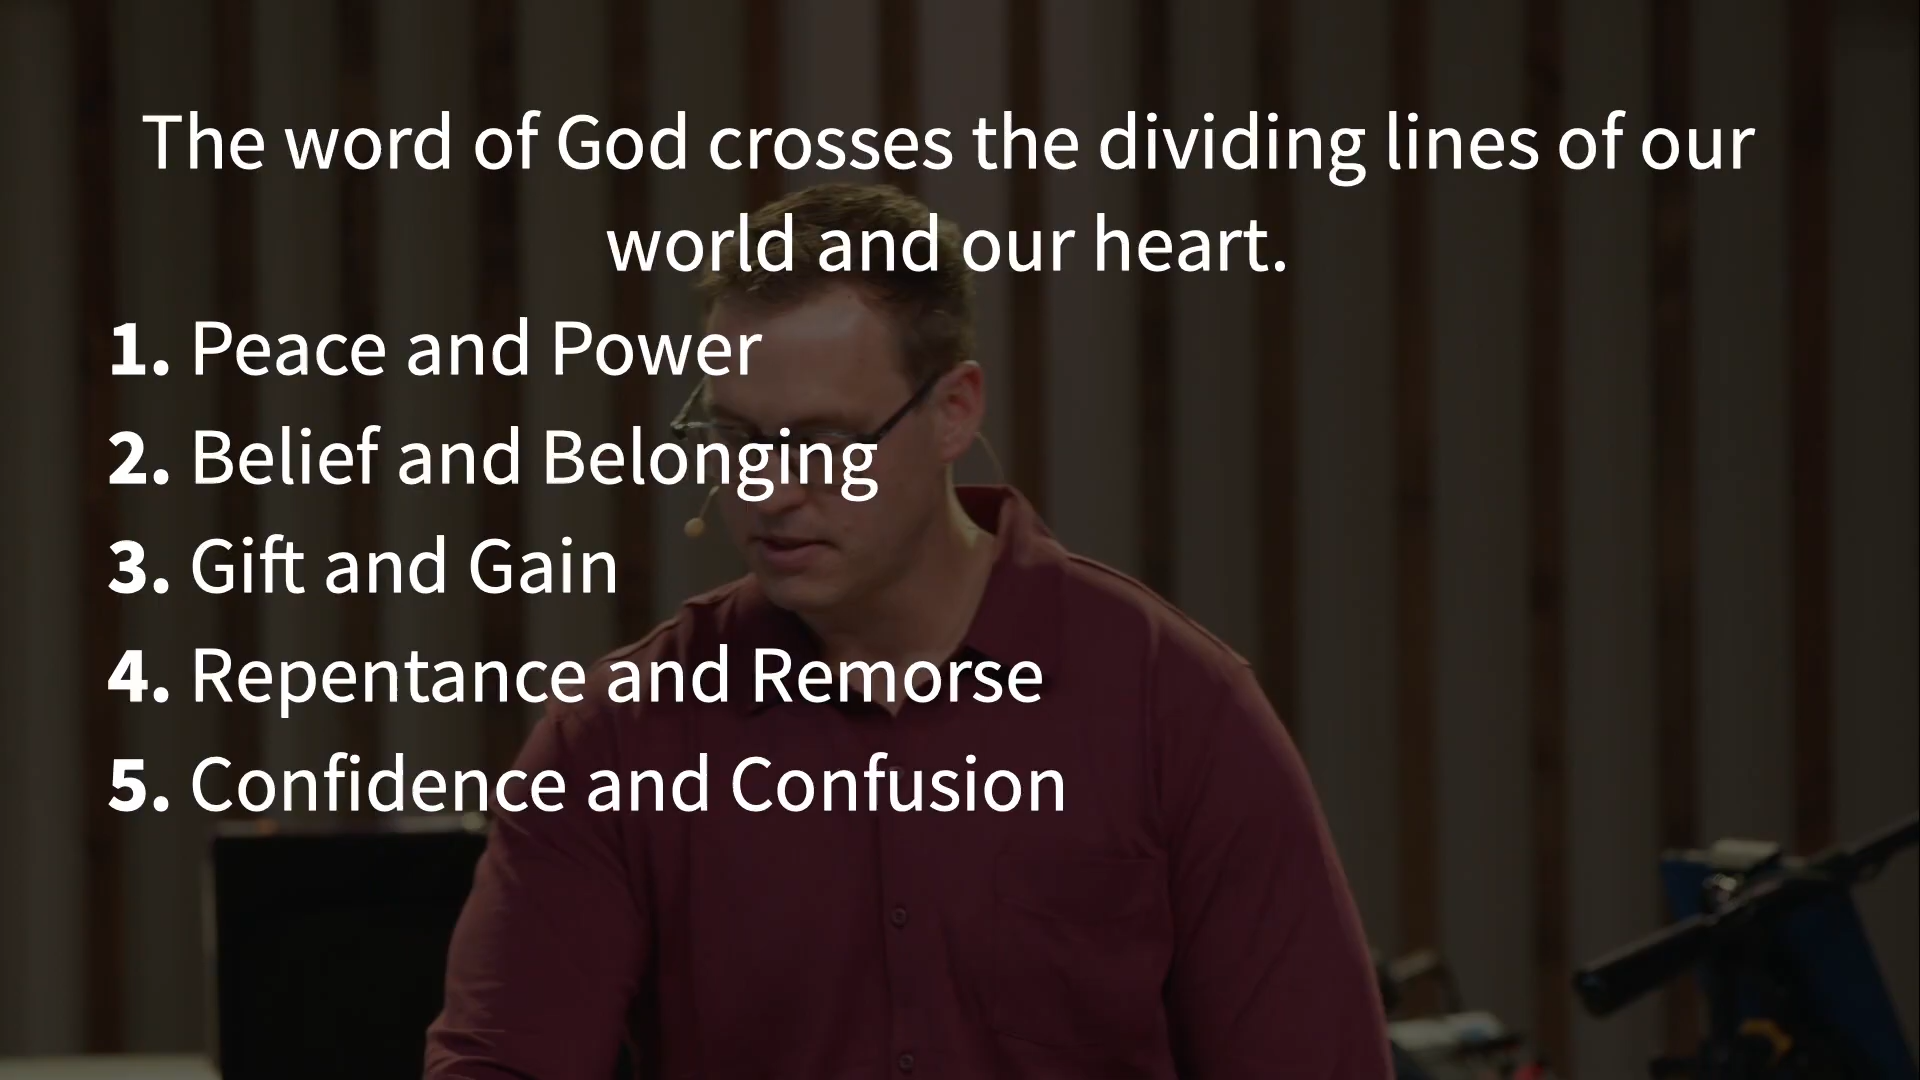 The word of God crosses the dividing lines of our
world and our heart.
1. Peace and Power
2. Belief and Belonging
3. Gift and Gain
4. Repentance and Remorse
5. Confidence and Confusion